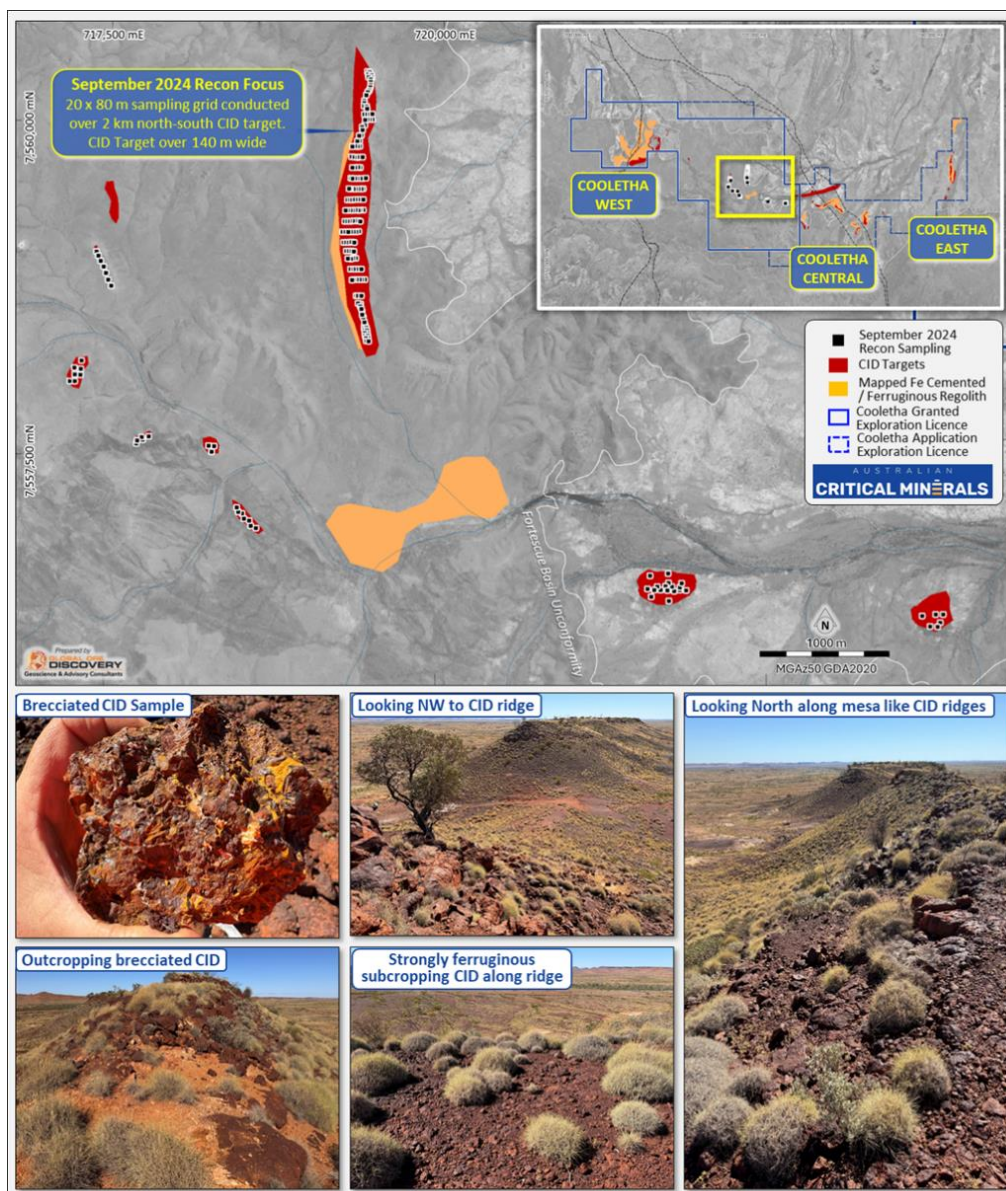 717,500 mE
720,000 mE
7,560,000 mN
7,557,500 mN
September 2024 Recon Focus
20 x 80 m sampling grid conducted
over 2 km north-south CID target.
CID Target over 140 m wide
COOLETHA
WEST
COOLETHA
CENTRAL
COOLETHA
EAST
September 2024
Recon Sampling
CID Targets
Mapped Fe Cemented
/ Ferruginous Regolith
Cooletha Granted
Exploration Licence
Cooletha Application
Exploration Licence
AUSTRALIAN
CRITICAL MINERALS
Fortescue Basin Unconformity
N
1000 m
MGAz50 GDA2020
Prepared by
GLOBAL ORE
DISCOVERY
Geoscience & Advisory Consultants
Brecciated CID Sample
Looking NW to CID ridge
Looking North along mesa like CID ridges
Outcropping brecciated CID
Strongly ferruginous
subcropping CID along ridge